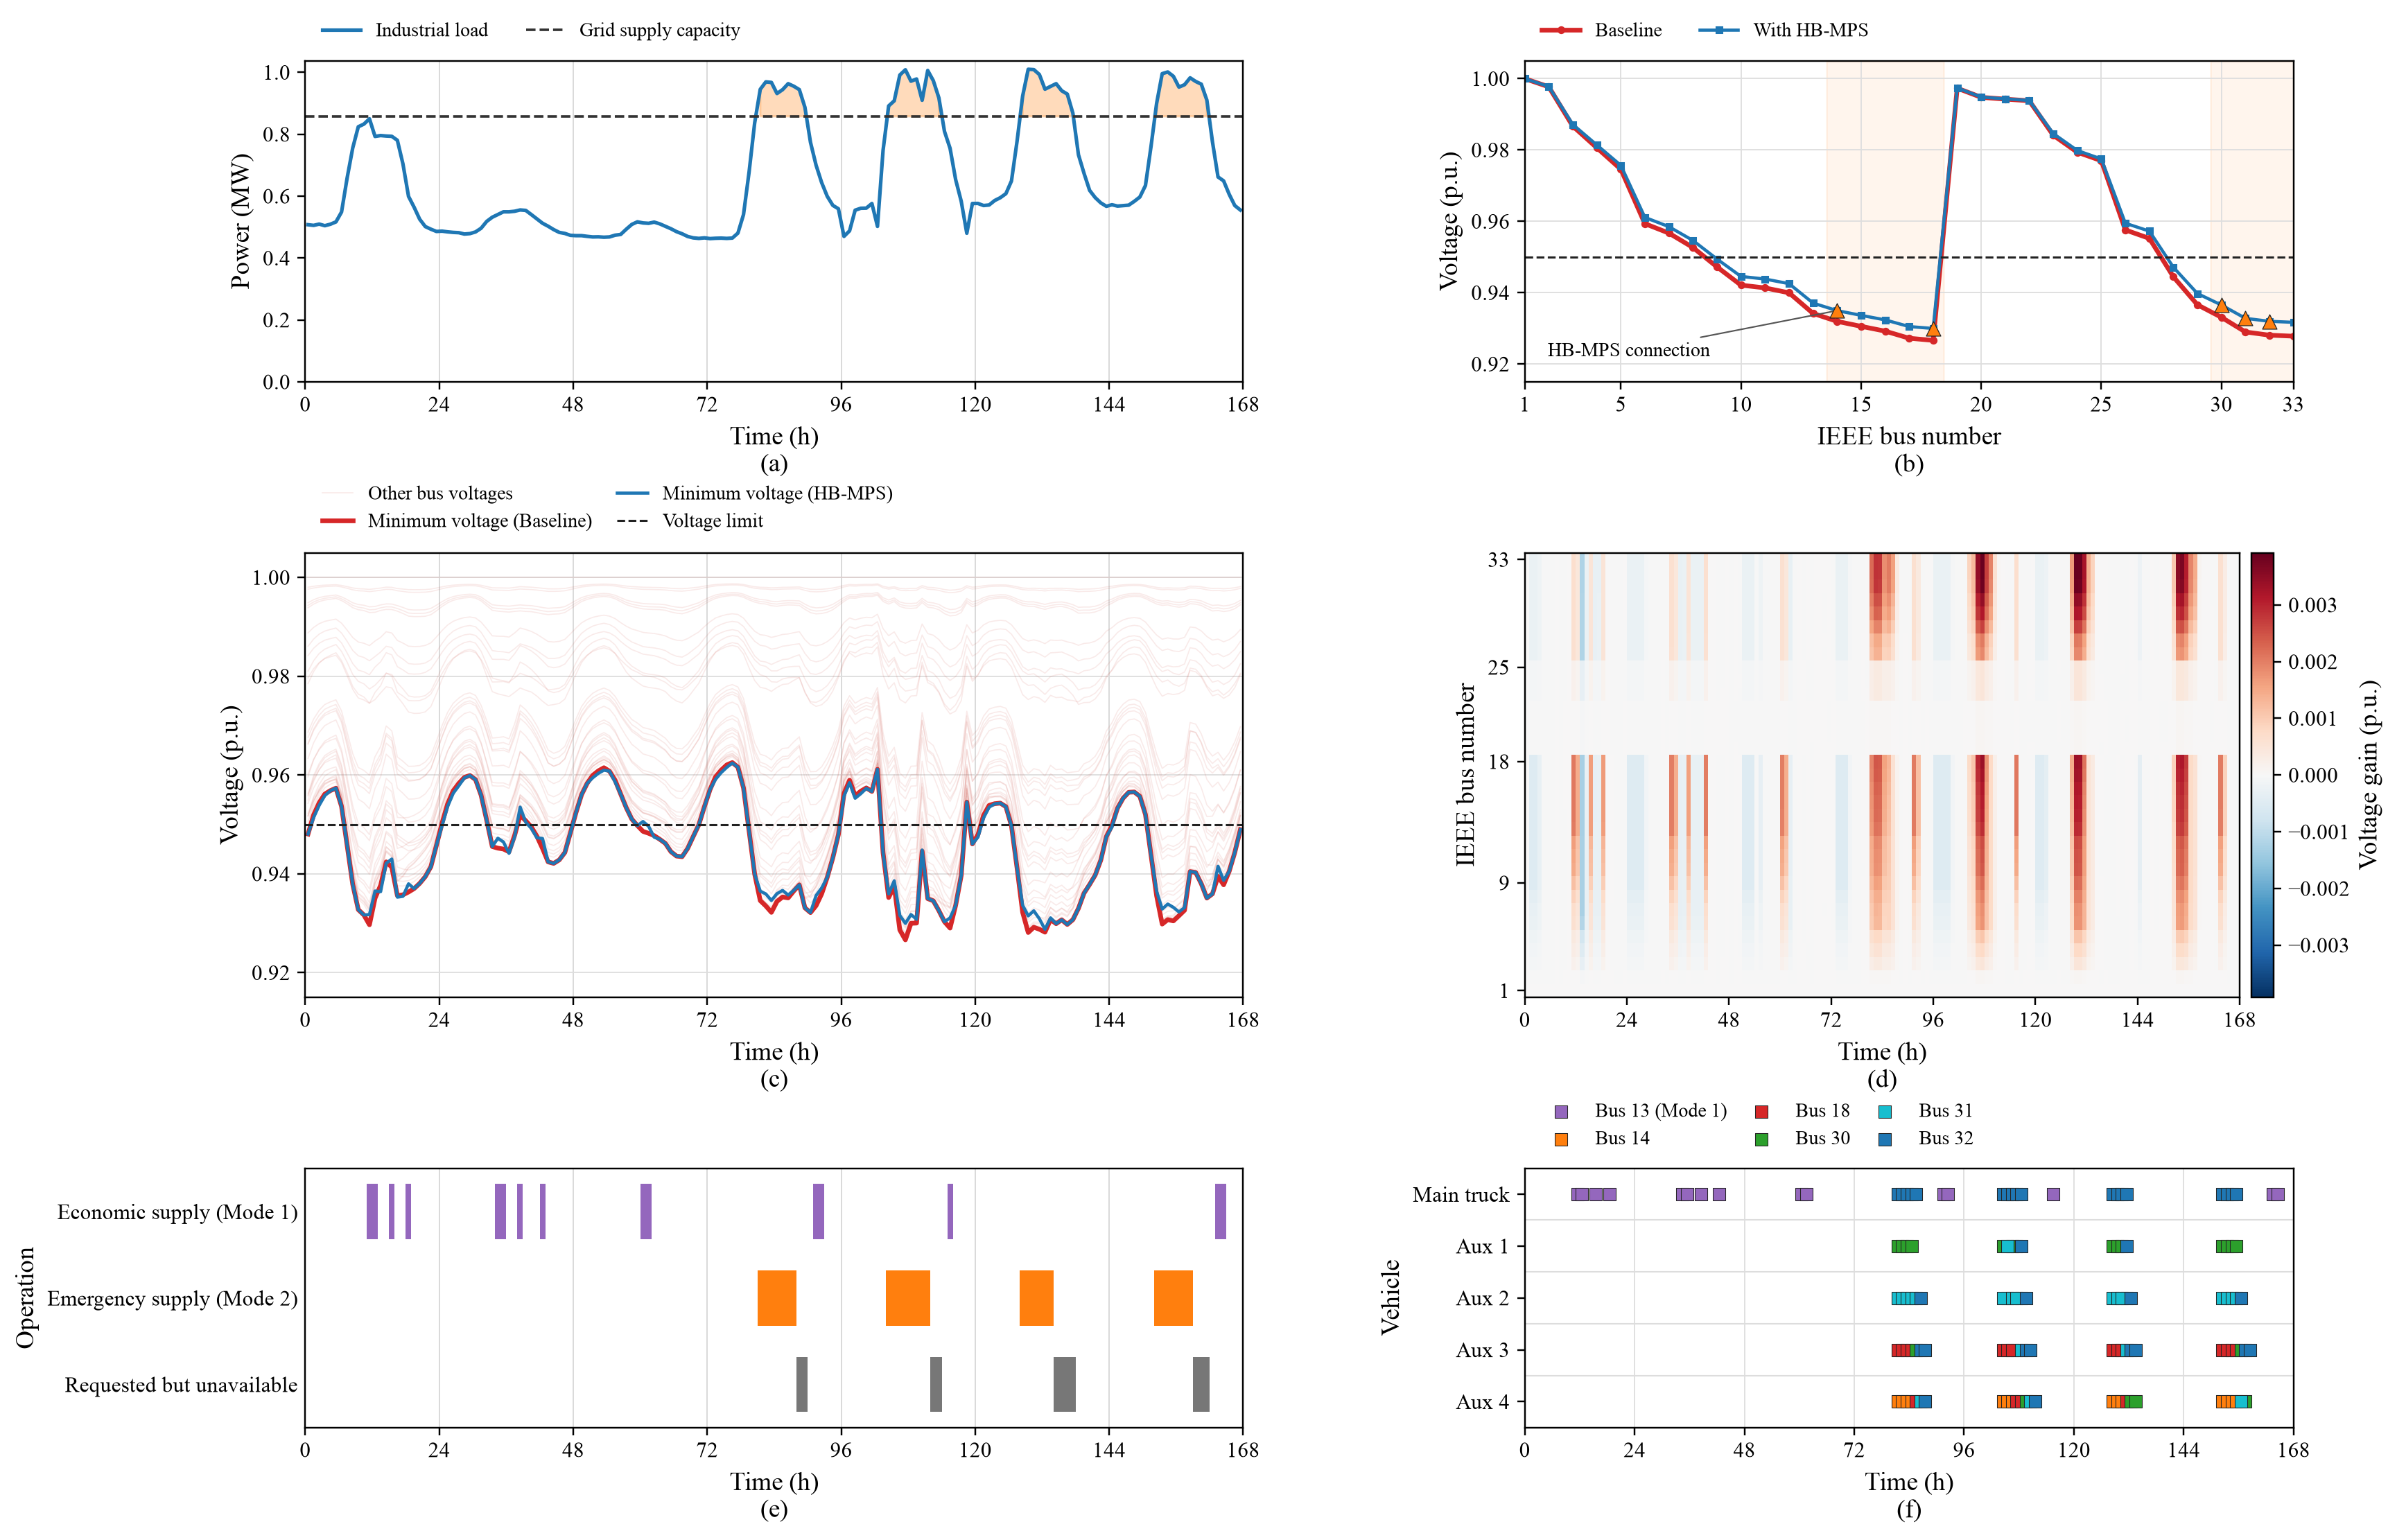 Industrial load
Grid supply capacity
1.0
0.8
0.6
0.4
0.2
0.0
Power (MW)
0 24 48 72 96 120 144 168
Time (h)
(a)
Baseline
With HB-MPS
1.00
0.98
0.96
0.94
0.92
Voltage (p.u.)
HB-MPS connection
1 5 10 15 20 25 30 33
IEEE bus number
(b)
Other bus voltages
Minimum voltage (Baseline)
Minimum voltage (HB-MPS)
Voltage limit
1.00
0.98
0.96
0.94
0.92
Voltage (p.u.)
0 24 48 72 96 120 144 168
Time (h)
(c)
33
25
18
9
1
IEEE bus number
0 24 48 72 96 120 144 168
Time (h)
(d)
0.003
0.002
0.001
0.000
−0.001
−0.002
−0.003
Voltage gain (p.u.)
Operation
Economic supply (Mode 1)
Emergency supply (Mode 2)
Requested but unavailable
0 24 48 72 96 120 144 168
Time (h)
(e)
Bus 13 (Mode 1)
Bus 14
Bus 18
Bus 30
Bus 31
Bus 32
Vehicle
Main truck
Aux 1
Aux 2
Aux 3
Aux 4
0 24 48 72 96 120 144 168
Time (h)
(f)